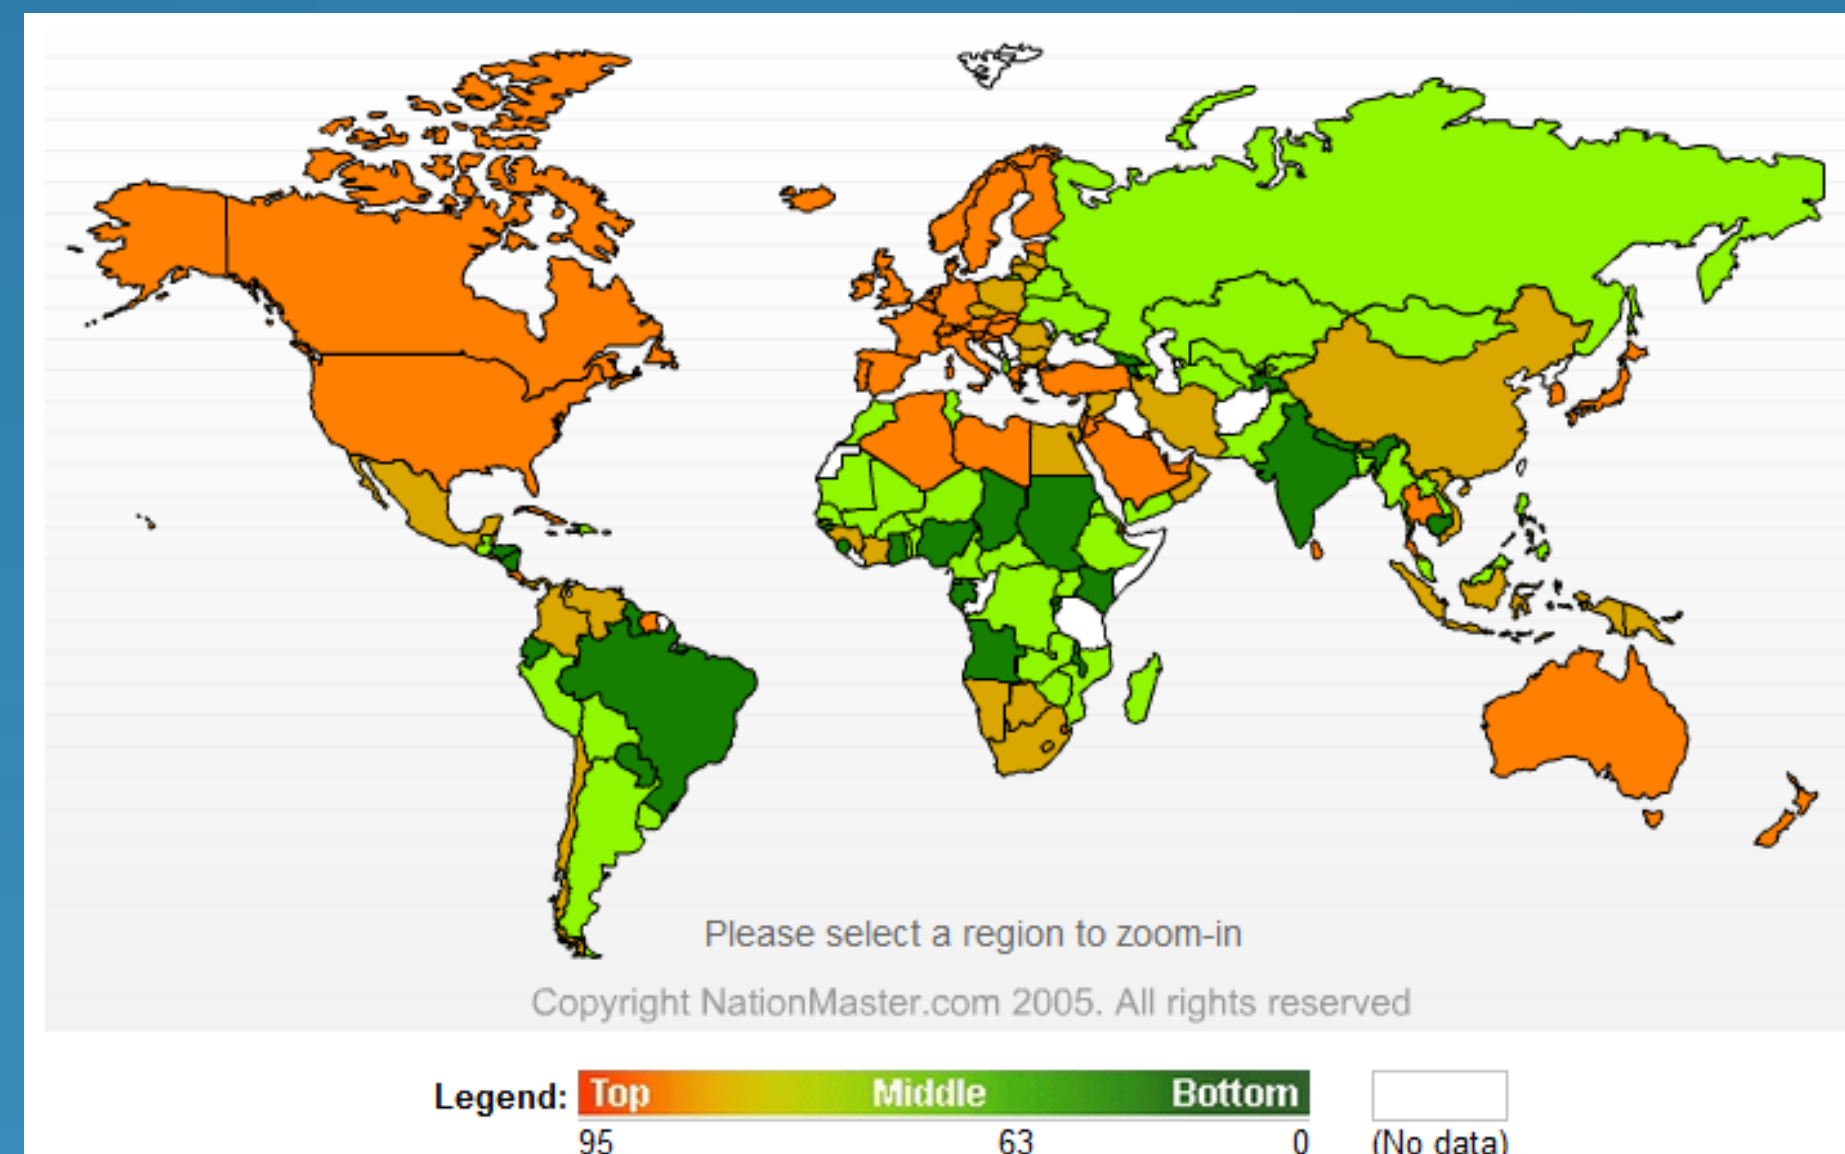 Please select a region to zoom-in
Copyright NationMaster.com 2005. All rights reserved
Legend: Top Middle Bottom
95 63 0 (No data)